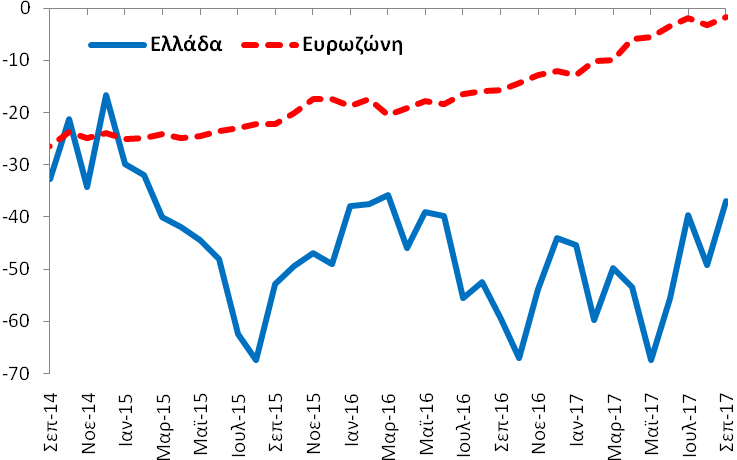 Ελλάδα
Ευρωζώνη
0
-10
-20
-30
-40
-50
-60
-70
Σεπ-14
Νοε-14
Ιαν-15
Μαρ-15
Μαϊ-15
Ιουλ-15
Σεπ-15
Νοε-15
Ιαν-16
Μαρ-16
Μαϊ-16
Ιουλ-16
Σεπ-16
Νοε-16
Ιαν-17
Μαρ-17
Μαϊ-17
Ιουλ-17
Σεπ-17